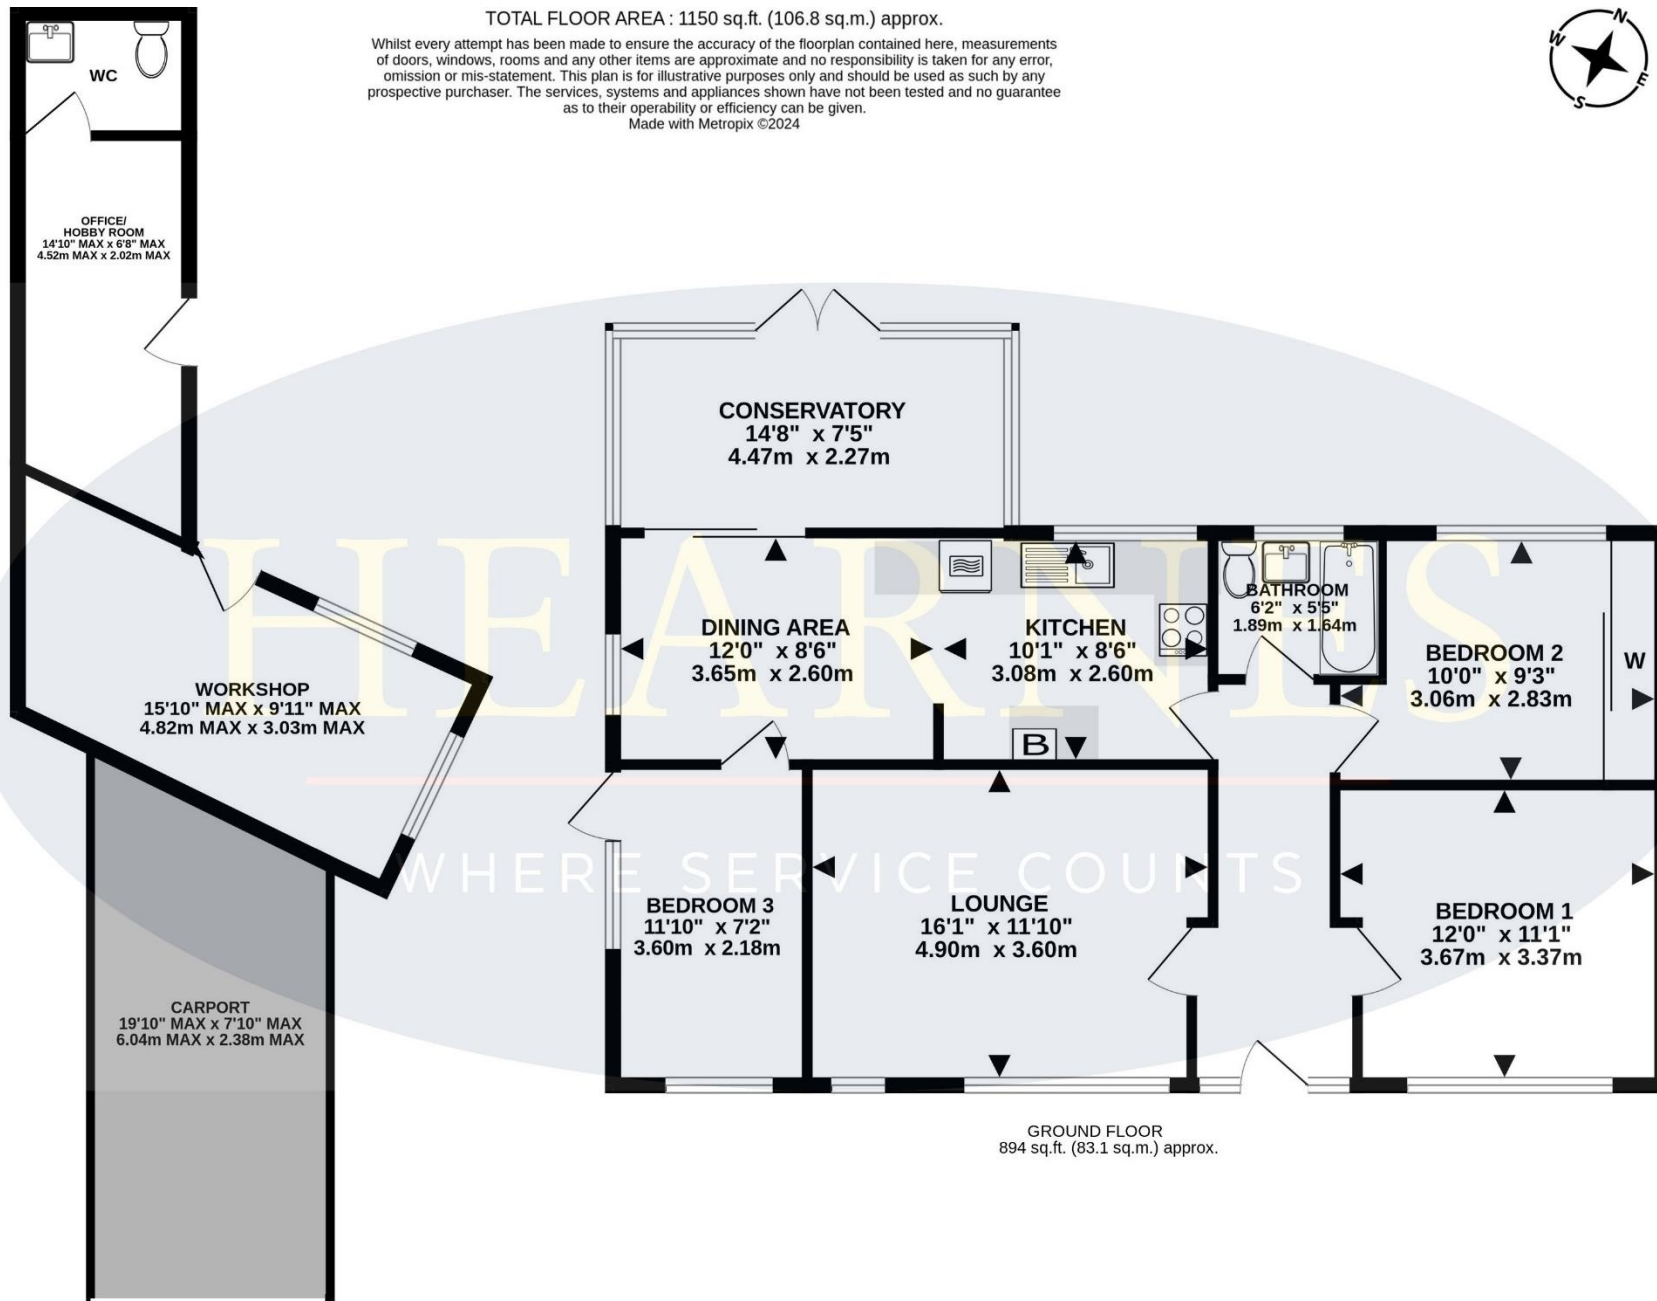 TOTAL FLOOR AREA : 1150 sq.ft. (106.8 sq.m.) approx.
Whilst every attempt has been made to ensure the accuracy of the floorplan contained here, measurements
of doors, windows, rooms and any other items are approximate and no responsibility is taken for any error,
omission or mis-statement. This plan is for illustrative purposes only and should be used as such by any
prospective purchaser. The services, systems and appliances shown have not been tested and no guarantee
as to their operability or efficiency can be given.
Made with Metropix ©2024
N
W
E
S
WC
OFFICE/
HOBBY ROOM
14'10" MAX x 6'8" MAX
4.52m MAX x 2.02m MAX
CONSERVATORY
14'8" x 7'5"
4.47m x 2.27m
HEARNES
WHERE SERVICE COUNTS
DINING AREA
12'0" x 8'6"
3.65m x 2.60m
KITCHEN
10'1" x 8'6"
3.08m x 2.60m
B
BATHROOM
6'2" x 5'5"
1.89m x 1.64m
BEDROOM 2
10'0" x 9'3"
3.06m x 2.83m
W
WORKSHOP
15'10" MAX x 9'11" MAX
4.82m MAX x 3.03m MAX
BEDROOM 3
11'10" x 7'2"
3.60m x 2.18m
LOUNGE
16'1" x 11'10"
4.90m x 3.60m
BEDROOM 1
12'0" x 11'1"
3.67m x 3.37m
CARPORT
19'10" MAX x 7'10" MAX
6.04m MAX x 2.38m MAX
GROUND FLOOR
894 sq.ft. (83.1 sq.m.) approx.